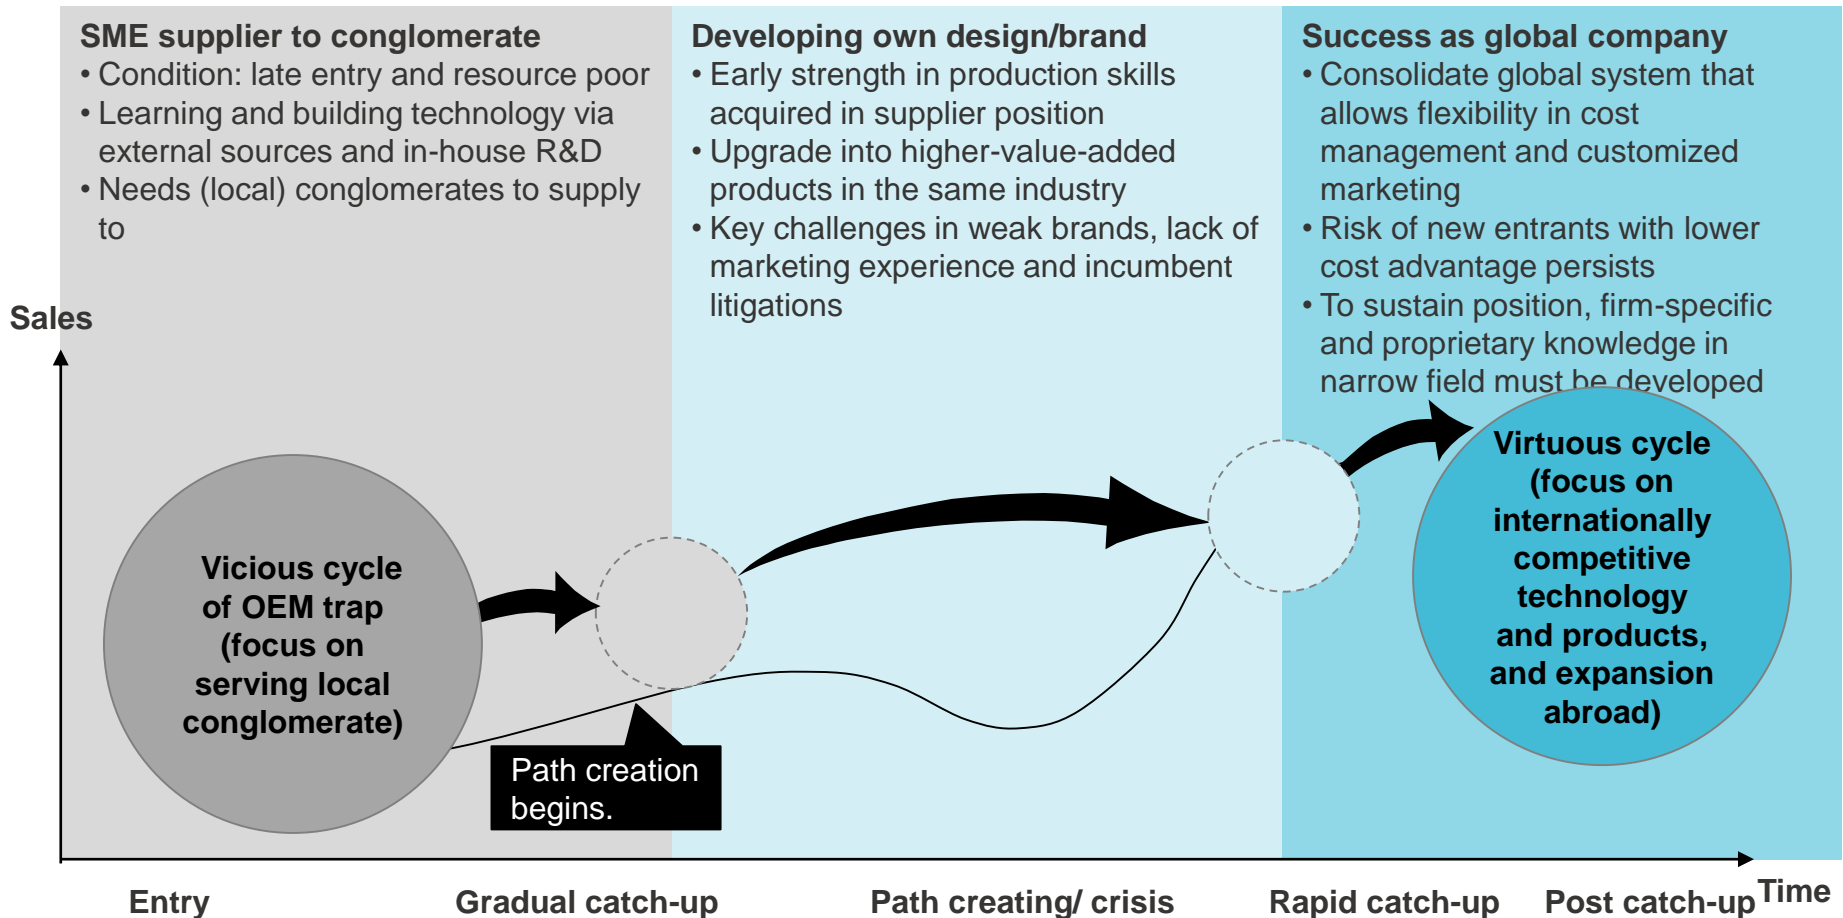 SME supplier to conglomerate
• Condition: late entry and resource poor
• Learning and building technology via
external sources and in-house R&D
• Needs (local) conglomerates to supply
to
Developing own design/brand
• Early strength in production skills
acquired in supplier position
• Upgrade into higher-value-added
products in the same industry
• Key challenges in weak brands, lack of
marketing experience and incumbent
litigations
Success as global company
• Consolidate global system that
allows flexibility in cost
management and customized
marketing
• Risk of new entrants with lower
cost advantage persists
• To sustain position, firm-specific
and proprietary knowledge in
narrow field must be developed
Sales
Vicious cycle
of OEM trap
(focus on
serving local
conglomerate)
Path creation
begins.
Virtuous cycle
(focus on
internationally
competitive
technology
and products,
and expansion
abroad)
Entry
Gradual catch-up
Path creating/ crisis
Rapid catch-up
Post catch-up
Time